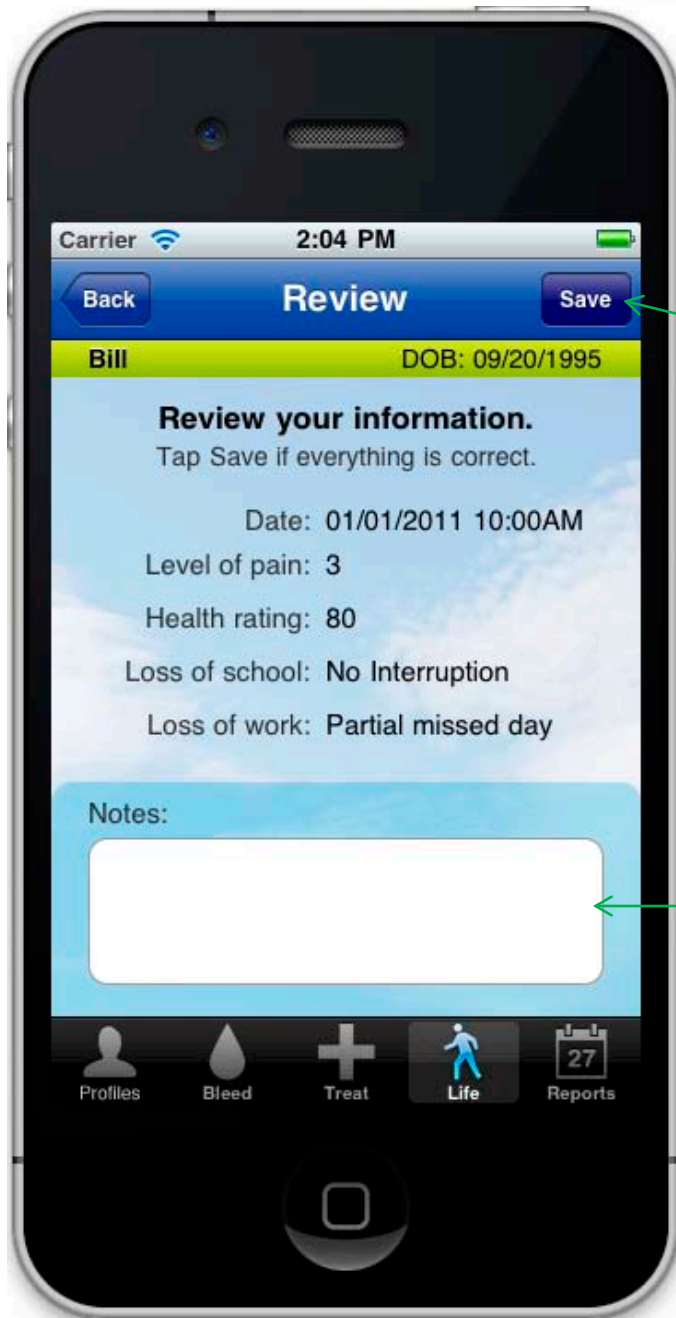 Carrier 2:04 PM
Back Review Save
Bill DOB: 09/20/1995
Review your information.
Tap Save if everything is correct.
Date: 01/01/2011 10:00AM
Level of pain: 3
Health rating: 80
Loss of school: No Interruption
Loss of work: Partial missed day
Notes:
27
Profiles Bleed Treat Life Reports